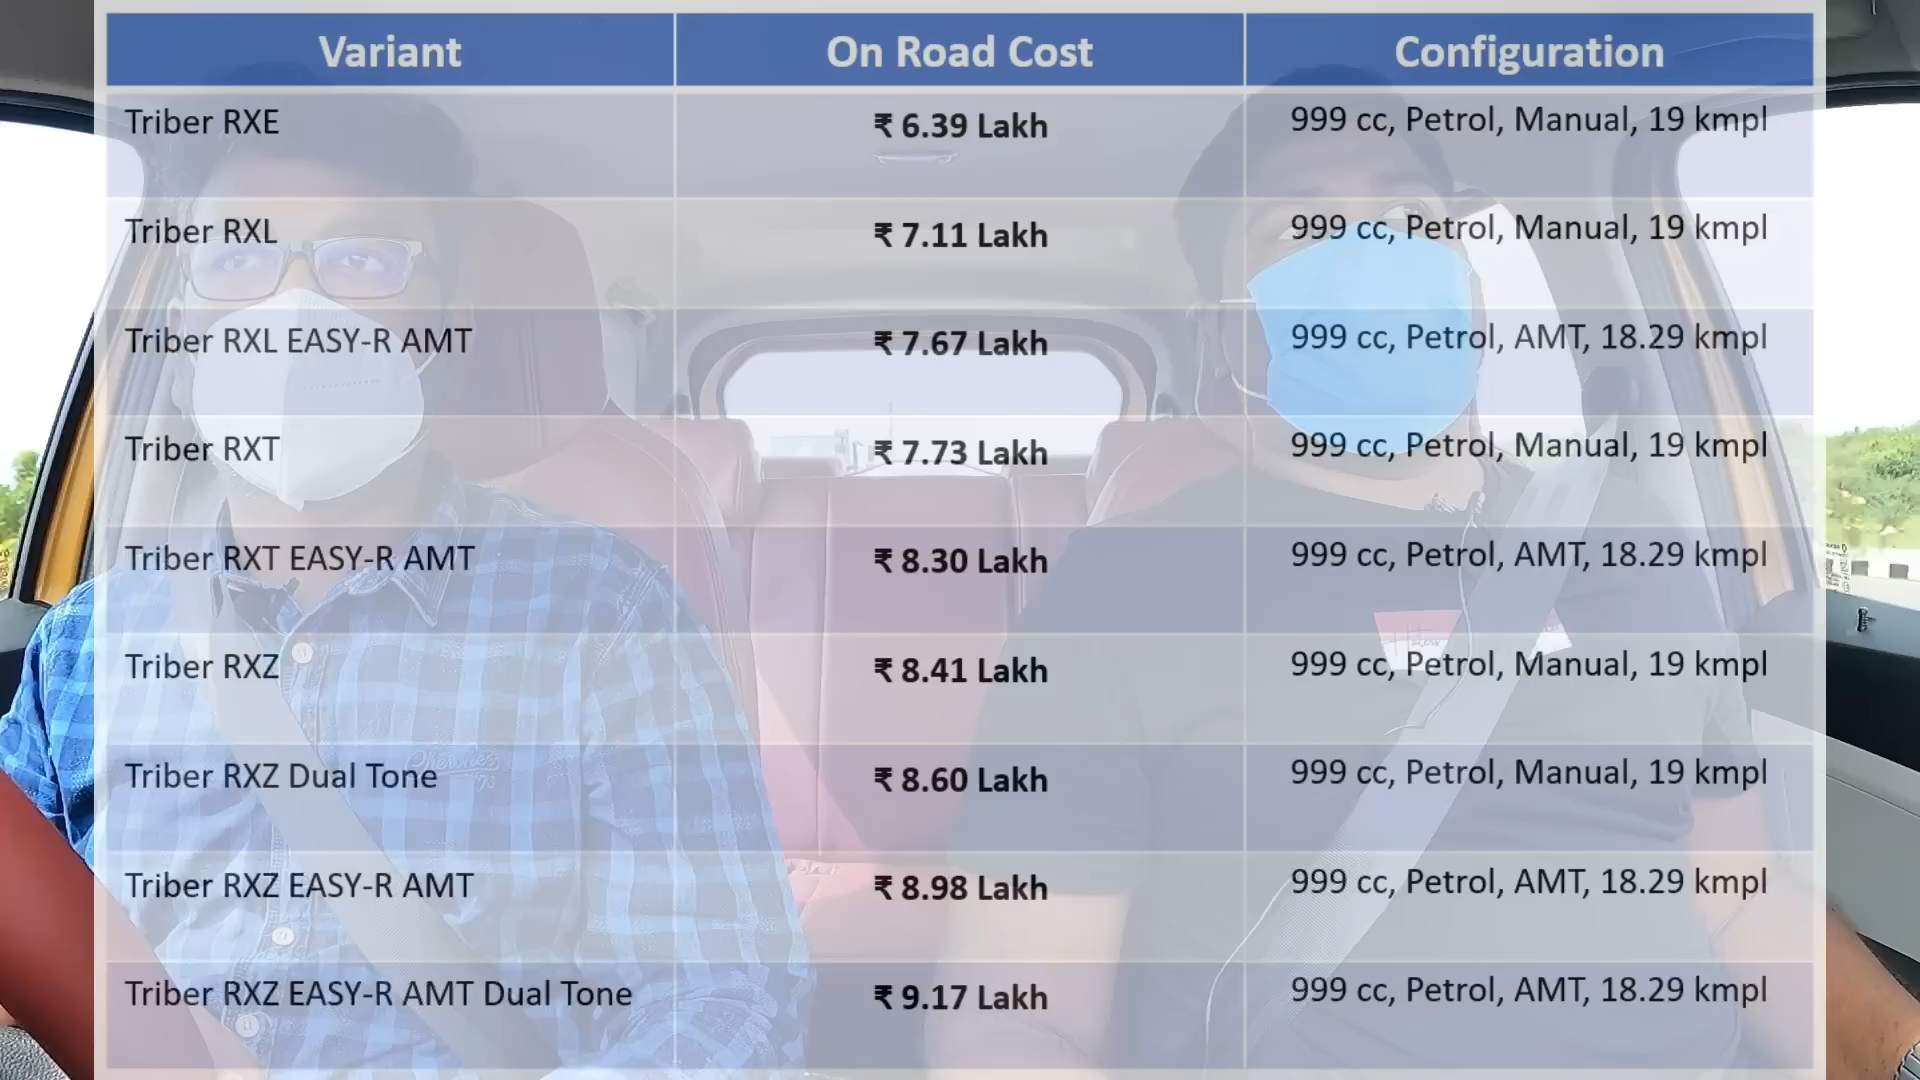 Variant On Road Cost Configuration
Triber RXE ₹ 6.39 Lakh 999 cc, Petrol, Manual, 19 kmpl
Triber RXL ₹ 7.11 Lakh 999 cc, Petrol, Manual, 19 kmpl
Triber RXL EASY-R AMT ₹ 7.67 Lakh 999 cc, Petrol, AMT, 18.29 kmpl
Triber RXT ₹ 7.73 Lakh 999 cc, Petrol, Manual, 19 kmpl
Triber RXT EASY-R AMT ₹ 8.30 Lakh 999 cc, Petrol, AMT, 18.29 kmpl
Triber RXZ ₹ 8.41 Lakh 999 cc, Petrol, Manual, 19 kmpl
Triber RXZ Dual Tone ₹ 8.60 Lakh 999 cc, Petrol, Manual, 19 kmpl
Triber RXZ EASY-R AMT ₹ 8.98 Lakh 999 cc, Petrol, AMT, 18.29 kmpl
Triber RXZ EASY-R AMT Dual Tone ₹ 9.17 Lakh 999 cc, Petrol, AMT, 18.29 kmpl